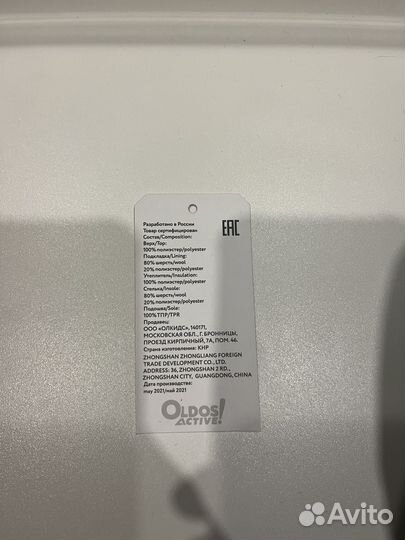 Разработано в России
Товар сертифицирован
Состав/Composition:
Верх/Top:
100% полиэстер/polyester
Подкладка/Lining:
80% шерсть/wool
20% полиэстер/polyester
Утеплитель/Insulation:
100% полиэстер/polyester
Стелька/Insole:
80% шерсть/wool
20% полиэстер/polyester
Подошва/Sole:
100% ТПР/TPR
Продавец:
ООО «ОЛКИДС», 140171,
МОСКОВСКАЯ ОБЛ., Г. БРОННИЦЫ,
ПРОЕЗД КИРПИЧНЫЙ, 7А, ПОМ. 46.
Страна изготовления: КНР
ZHONGSHAN ZHONGLIANG FOREIGN
TRADE DEVELOPMENT CO., LTD.
ADDRESS: 36, ZHONGSHAN 2 RD.,
ZHONGSHAN CITY, GUANGDONG, CHINA
Дата производства:
may 2021/май 2021
EAC
OLDOS
ACTIVE!
Avito